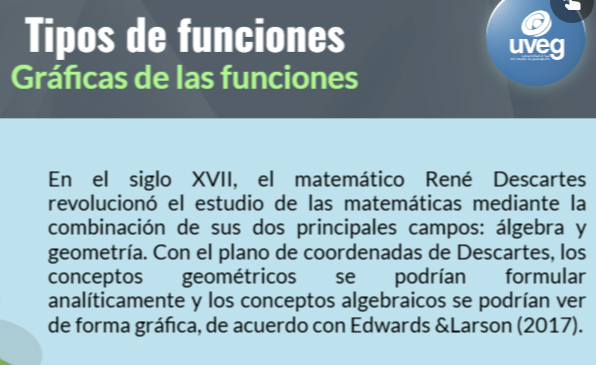 Tipos de funciones
Gráficas de las funciones
uveg
En el siglo XVII, el matemático René Descartes
revolucionó el estudio de las matemáticas mediante la
combinación de sus dos principales campos: álgebra y
geometría. Con el plano de coordenadas de Descartes, los
conceptos geométricos se podrían formular
analíticamente y los conceptos algebraicos se podrían ver
de forma gráfica, de acuerdo con Edwards &Larson (2017).